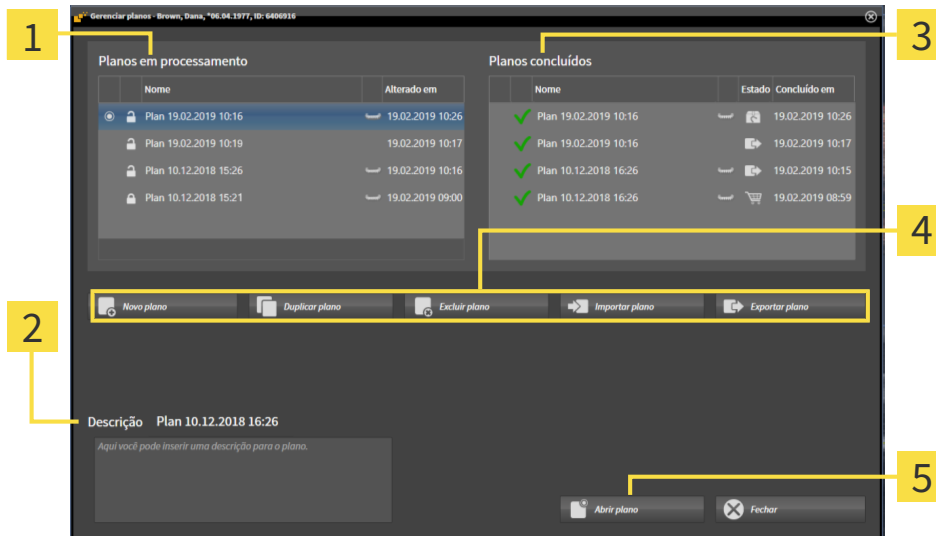 Gerenciar planos - Brown, Dana, *06.04.1977, ID: 6406916
1
3
Planos em processamento
Planos concluídos
Nome Alterado em
Nome Estado Concluído em
Plan 19.02.2019 10:16 19.02.2019 10:26
Plan 19.02.2019 10:16 19.02.2019 10:26
Plan 19.02.2019 10:19 19.02.2019 10:17
Plan 19.02.2019 10:16 19.02.2019 10:17
Plan 10.12.2018 15:26 19.02.2019 10:16
Plan 10.12.2018 16:26 19.02.2019 10:15
Plan 10.12.2018 15:21 19.02.2019 09:00
Plan 10.12.2018 16:26 19.02.2019 08:59
4
Novo plano Duplicar plano Excluir plano Importar plano Exportar plano
2
Descrição Plan 10.12.2018 16:26
Aqui você pode inserir uma descrição para o plano.
5
Abrir plano Fechar